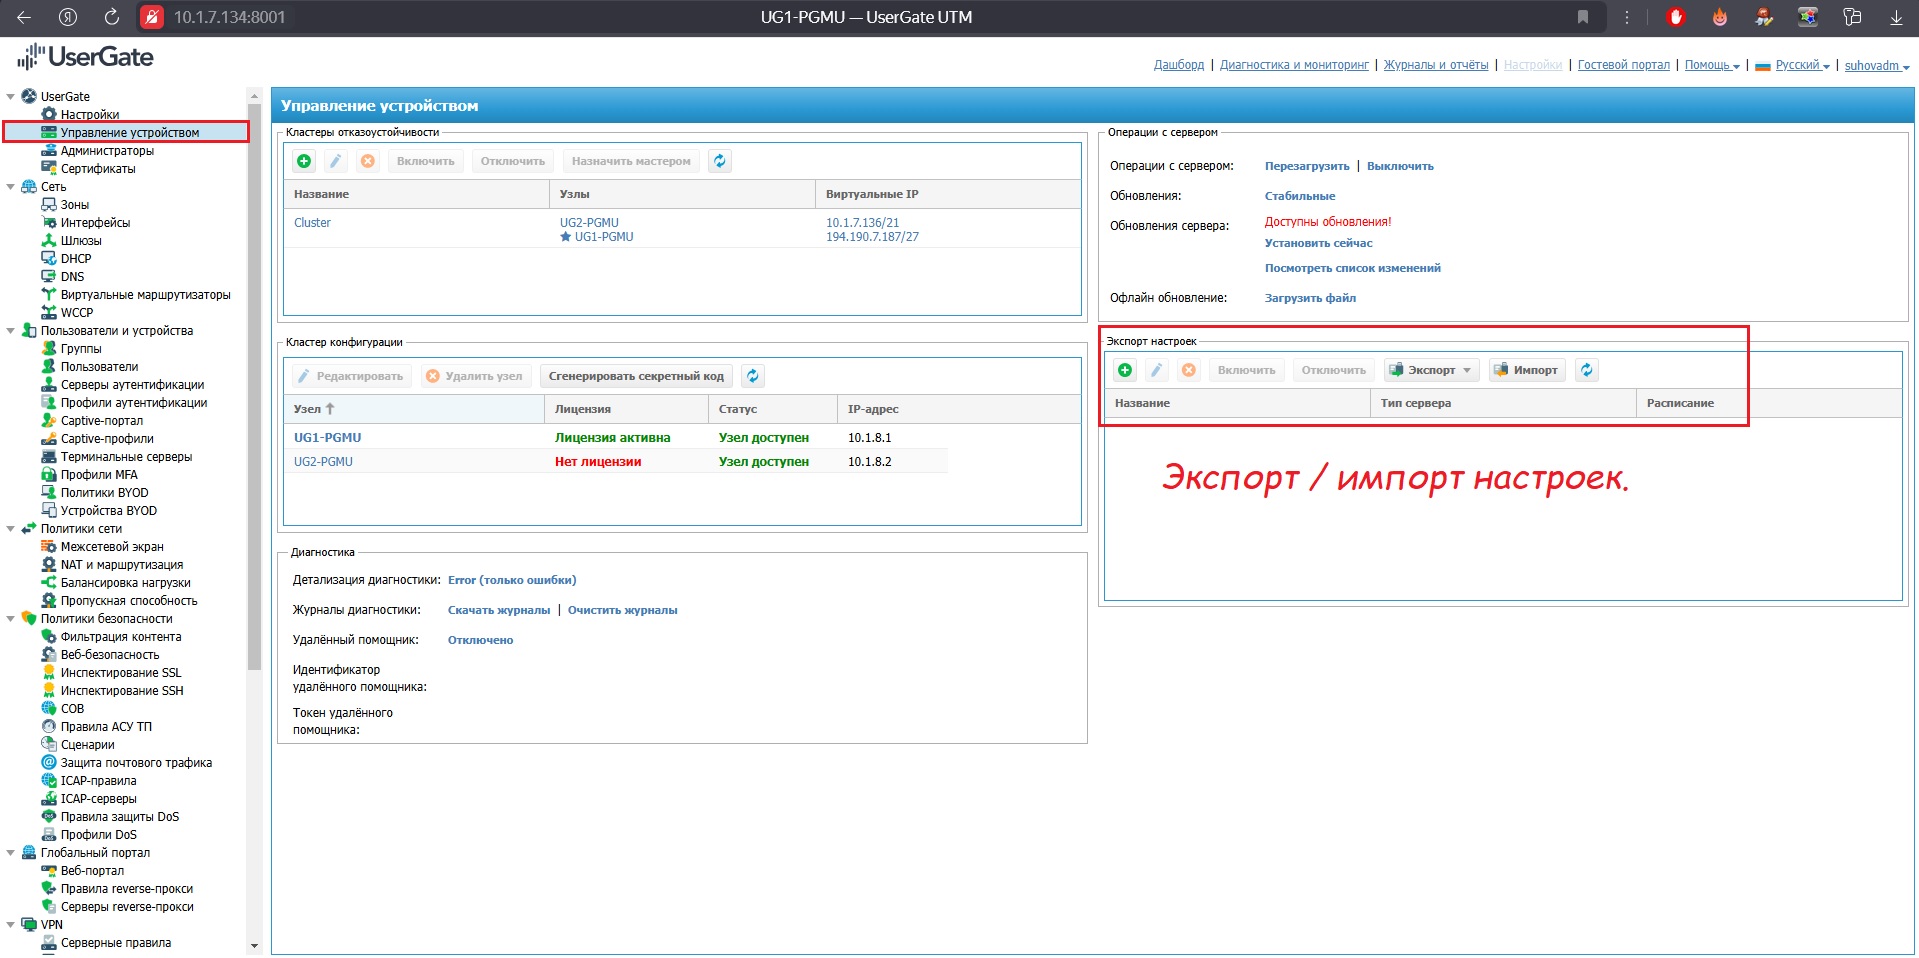 10.1.7.134:8001
UG1-PGMU — UserGate UTM
UserGate
Дашборд | Диагностика и мониторинг | Журналы и отчёты | Настройки | Гостевой портал | Помощь | Русский | suhovadm
UserGate
Настройки
Управление устройством
Администраторы
Сертификаты
Сеть
Зоны
Интерфейсы
Шлюзы
DHCP
DNS
Виртуальные маршрутизаторы
WCCP
Пользователи и устройства
Группы
Пользователи
Серверы аутентификации
Профили аутентификации
Captive-портал
Captive-профили
Терминальные серверы
Профили MFA
Политики BYOD
Устройства BYOD
Политики сети
Межсетевой экран
NAT и маршрутизация
Балансировка нагрузки
Пропускная способность
Политики безопасности
Фильтрация контента
Веб-безопасность
Инспектирование SSL
Инспектирование SSH
СОВ
Правила АСУ ТП
Сценарии
Защита почтового трафика
ICAP-правила
ICAP-серверы
Правила защиты DoS
Профили DoS
Глобальный портал
Веб-портал
Правила reverse-прокси
Серверы reverse-прокси
VPN
Серверные правила
Управление устройством
Кластеры отказоустойчивости
Включить Отключить Назначить мастером
Название Узлы Виртуальные IP
Cluster UG2-PGMU 10.1.7.136/21
UG1-PGMU 194.190.7.187/27
Кластер конфигурации
Редактировать Удалить узел Сгенерировать секретный код
Узел Лицензия Статус IP-адрес
UG1-PGMU Лицензия активна Узел доступен 10.1.8.1
UG2-PGMU Нет лицензии Узел доступен 10.1.8.2
Диагностика
Детализация диагностики: Error (только ошибки)
Журналы диагностики: Скачать журналы | Очистить журналы
Удалённый помощник: Отключено
Идентификатор
удалённого помощника:
Токен удалённого
помощника:
Операции с сервером
Операции с сервером: Перезагрузить | Выключить
Обновления: Стабильные
Обновления сервера: Доступны обновления!
Установить сейчас
Посмотреть список изменений
Офлайн обновление: Загрузить файл
Экспорт настроек
Включить Отключить Экспорт Импорт
Название Тип сервера Расписание
Экспорт / импорт настроек.